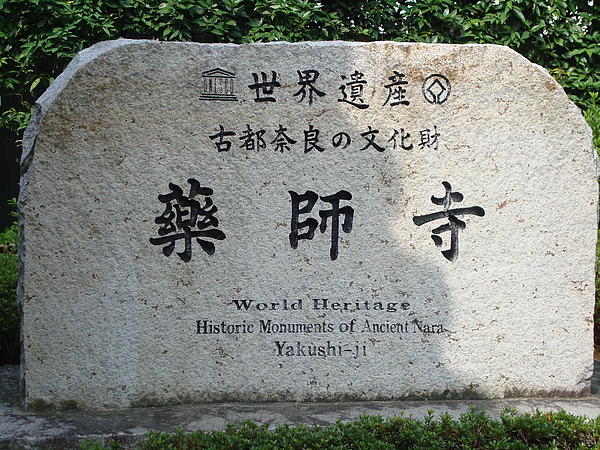 世界遺産
古都奈良の文化財
藥師寺
World Heritage
Historic Monuments of Ancient Nara
Yakushi-ji